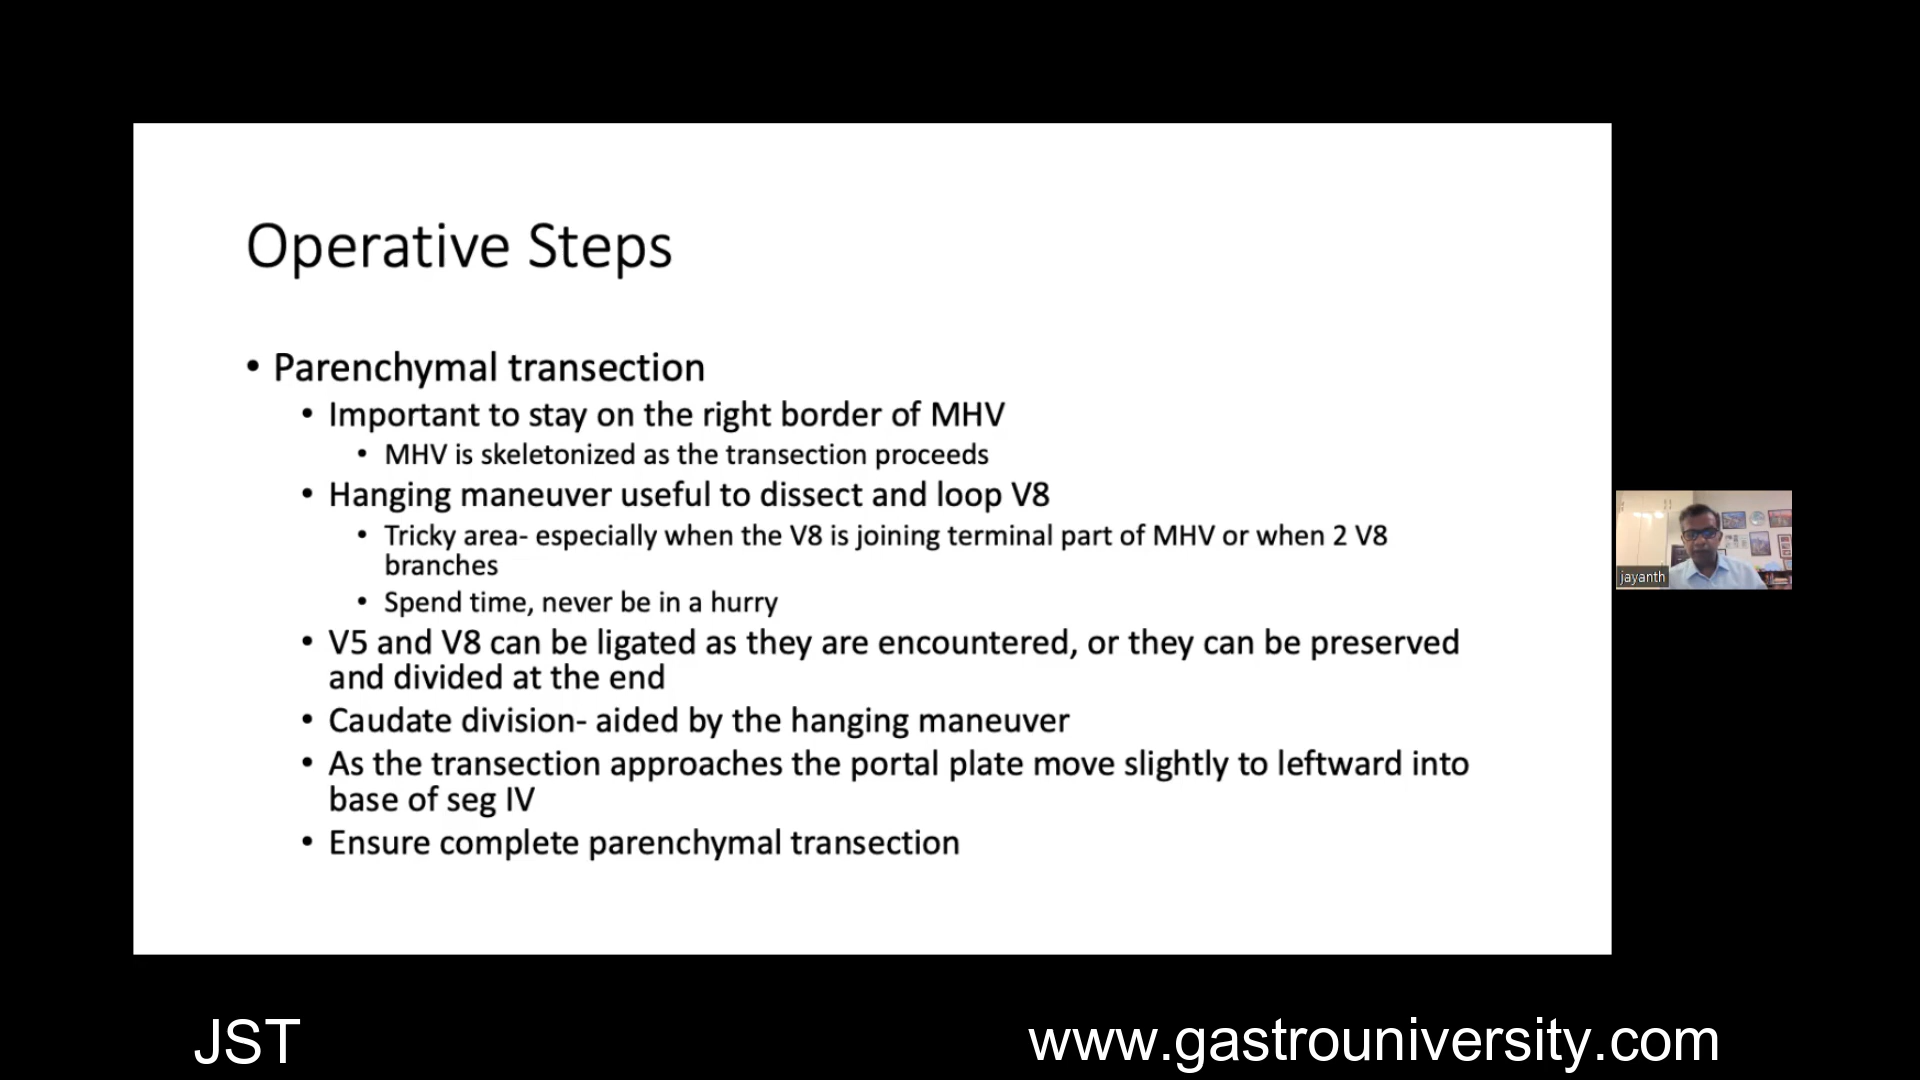 Operative Steps
• Parenchymal transection
• Important to stay on the right border of MHV
• MHV is skeletonized as the transection proceeds
• Hanging maneuver useful to dissect and loop V8
• Tricky area- especially when the V8 is joining terminal part of MHV or when 2 V8
branches
• Spend time, never be in a hurry
• V5 and V8 can be ligated as they are encountered, or they can be preserved
and divided at the end
• Caudate division- aided by the hanging maneuver
• As the transection approaches the portal plate move slightly to leftward into
base of seg IV
• Ensure complete parenchymal transection
jayanth
JST
www.gastrouniversity.com